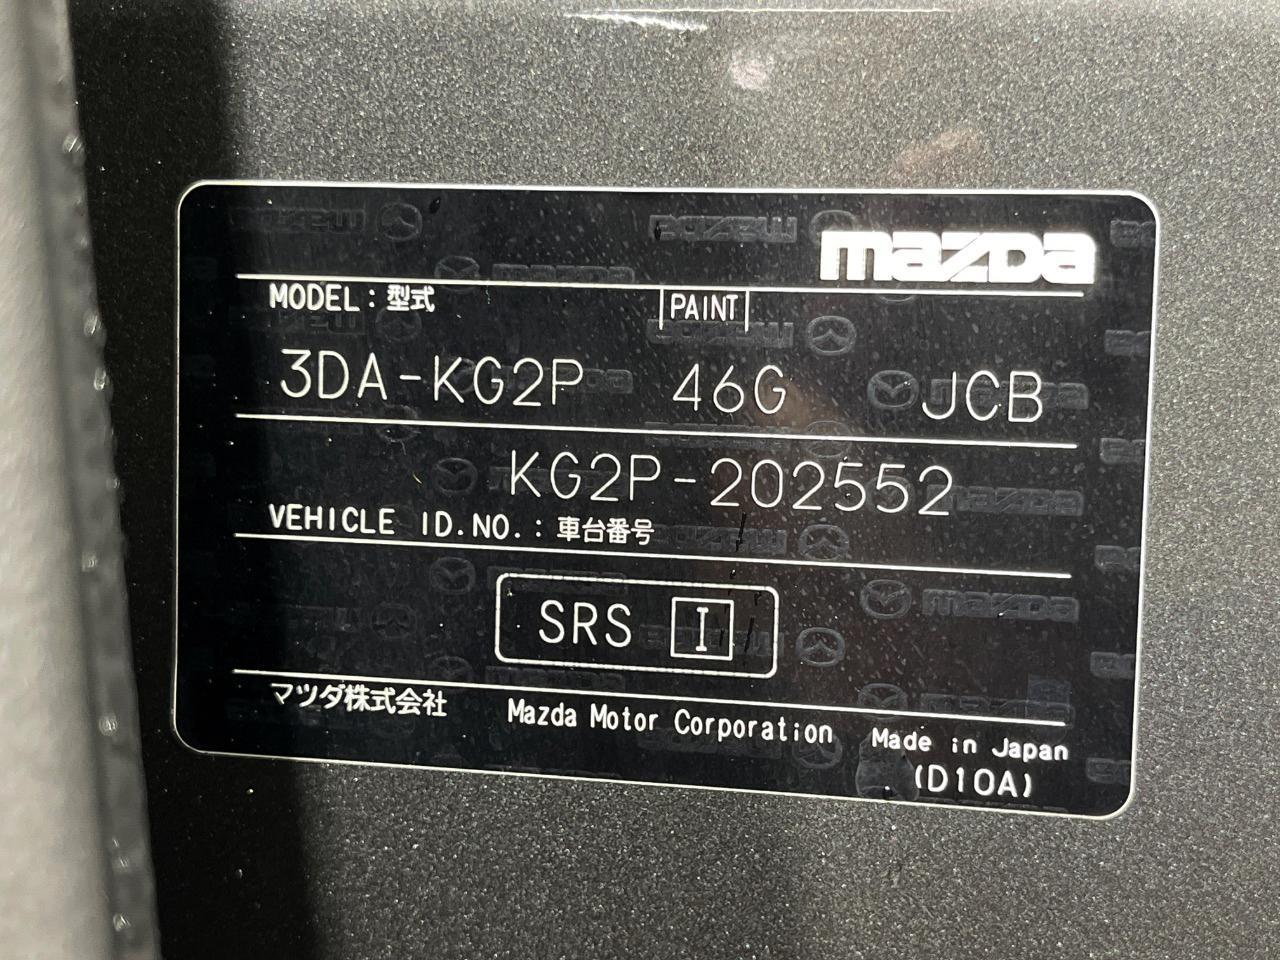 mazda
MODEL：型式 PAINT
3DA-KG2P 46G JCB
KG2P-202552
VEHICLE ID.NO.：車台番号
SRS I
マツダ株式会社 Mazda Motor Corporation Made in Japan
(D10A)